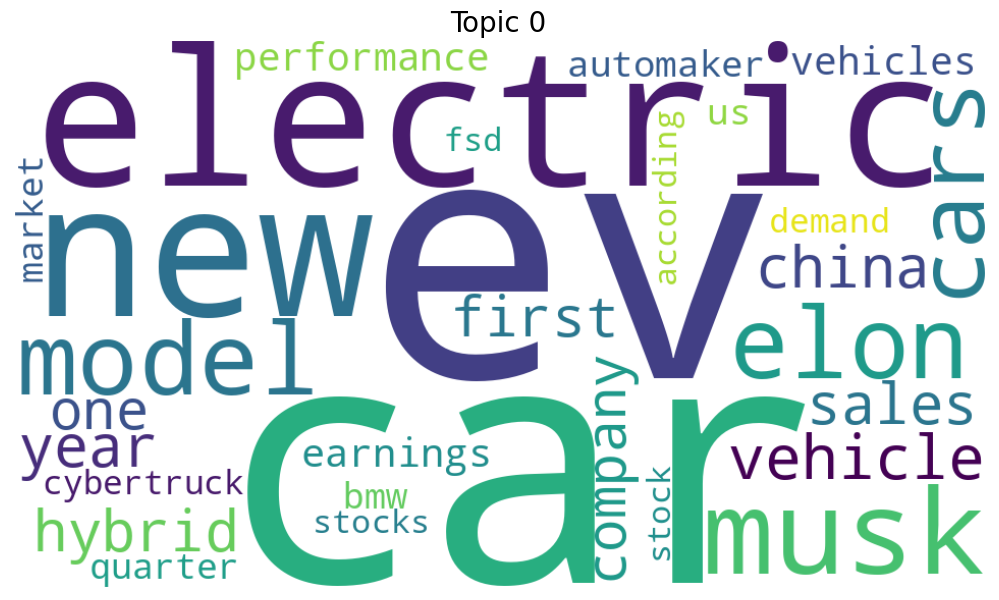 Topic 0
performance
automaker
vehicles
electric
fsd
us
according
cars
market
new
ev
demand
china
first
model
elon
one
sales
year
company
earnings
vehicle
cybertruck
car
bmw
stock
stocks
hybrid
musk
quarter